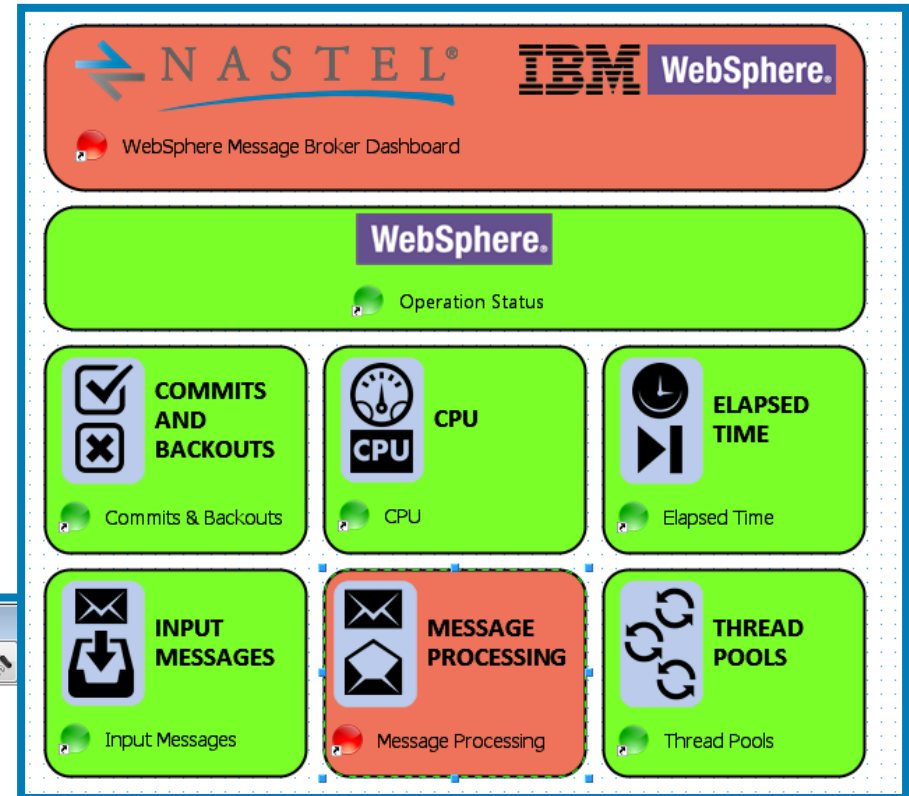 NASTEL®
IBM WebSphere.
WebSphere Message Broker Dashboard
WebSphere.
Operation Status
COMMITS
AND
BACKOUTS
Commits & Backouts
CPU
CPU
CPU
ELAPSED
TIME
Elapsed Time
INPUT
MESSAGES
Input Messages
MESSAGE
PROCESSING
Message Processing
THREAD
POOLS
Thread Pools